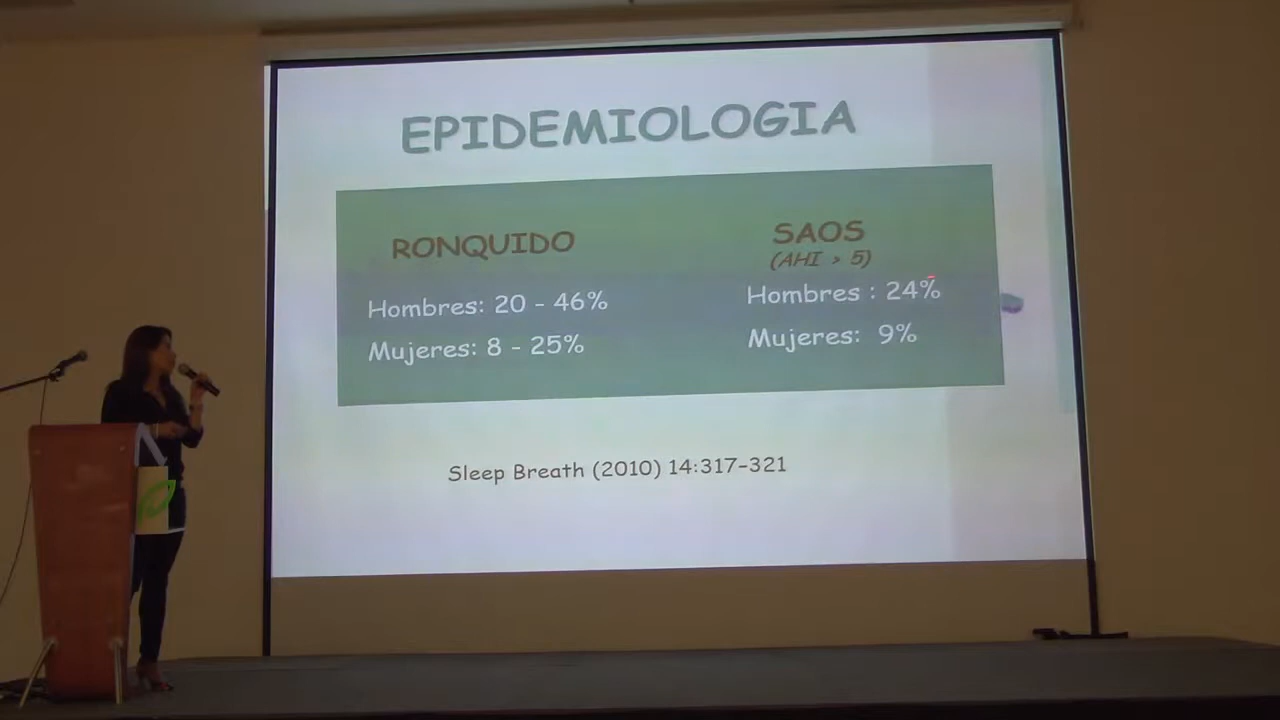 EPIDEMIOLOGIA
RONQUIDO
Hombres: 20 - 46%
Mujeres: 8 - 25%
SAOS
(AHI > 5)
Hombres : 24%
Mujeres: 9%
Sleep Breath (2010) 14:317–321